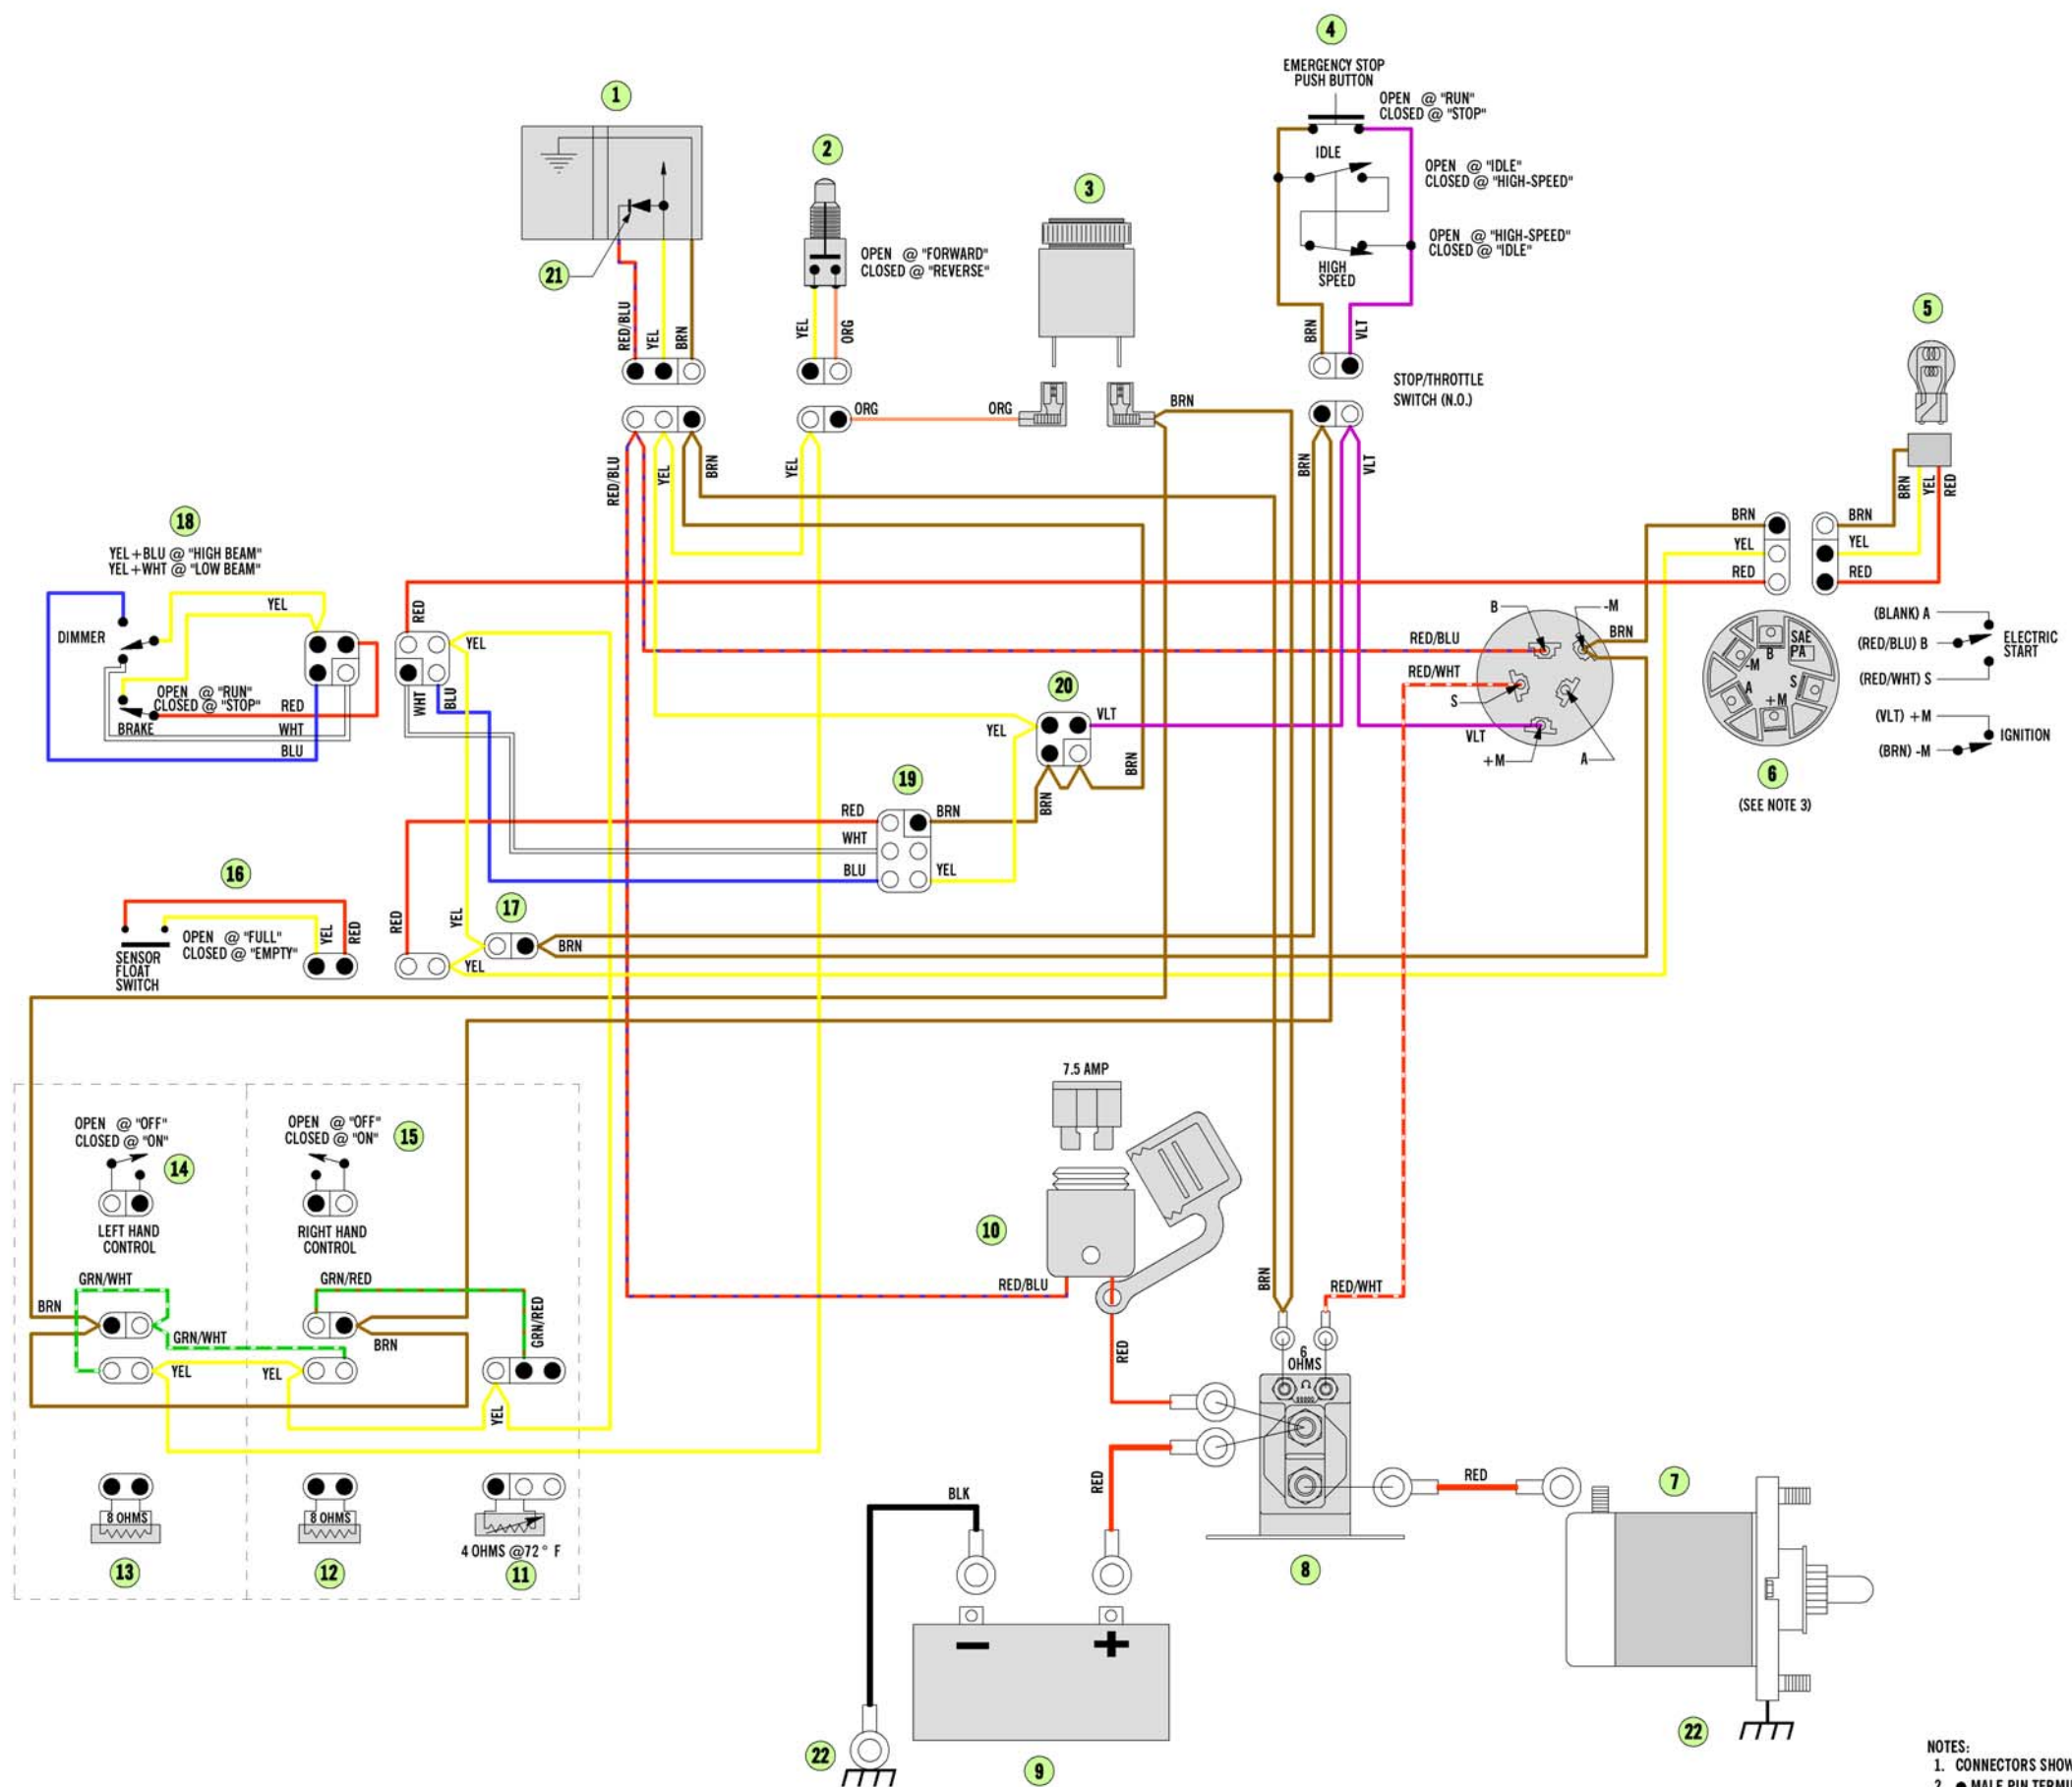 4
EMERGENCY STOP
PUSH BUTTON
OPEN @ "RUN"
CLOSED @ "STOP"
1
2
IDLE
OPEN @ "IDLE"
CLOSED @ "HIGH-SPEED"
3
OPEN @ "FORWARD"
CLOSED @ "REVERSE"
OPEN @ "HIGH-SPEED"
CLOSED @ "IDLE"
HIGH
SPEED
21
5
RED/BLU
YEL
BRN
YEL
ORG
BRN
VLT
STOP/THROTTLE
SWITCH (N.O.)
ORG
ORG
BRN
RED/BLU
YEL
BRN
YEL
BRN
VLT
BRN
YEL
RED
18
YEL+BLU @ "HIGH BEAM"
YEL+WHT @ "LOW BEAM"
BRN
YEL
RED
BRN
YEL
RED
YEL
DIMMER
OPEN @ "RUN"
CLOSED @ "STOP"
BRAKE
RED
WHT
BLU
RED
YEL
WHT
BLU
B
-M
RED/BLU
BRN
RED/WHT
S
VLT
+M
A
SAE
PA
B
-M
A
S
+M
(BLANK) A
(RED/BLU) B
ELECTRIC
START
(RED/WHT) S
(VLT) +M
IGNITION
(BRN) -M
6
(SEE NOTE 3)
20
YEL
VLT
BRN
BRN
19
RED
BRN
WHT
BLU
YEL
16
OPEN @ "FULL"
CLOSED @ "EMPTY"
SENSOR
FLOAT
SWITCH
YEL
RED
RED
YEL
17
BRN
YEL
7.5 AMP
OPEN @ "OFF"
CLOSED @ "ON"
14
OPEN @ "OFF"
CLOSED @ "ON"
15
LEFT HAND
CONTROL
RIGHT HAND
CONTROL
10
GRN/WHT
GRN/RED
BRN
GRN/WHT
BRN
GRN/RED
YEL
YEL
YEL
RED/BLU
BRN
RED/WHT
RED
6
OHMS
Ω
RED
7
RED
BLK
8 OHMS
8 OHMS
4 OHMS @72° F
13
12
11
8
22
9
22
NOTES:
1. CONNECTORS SHOW
2. ● MALE PIN TERMI